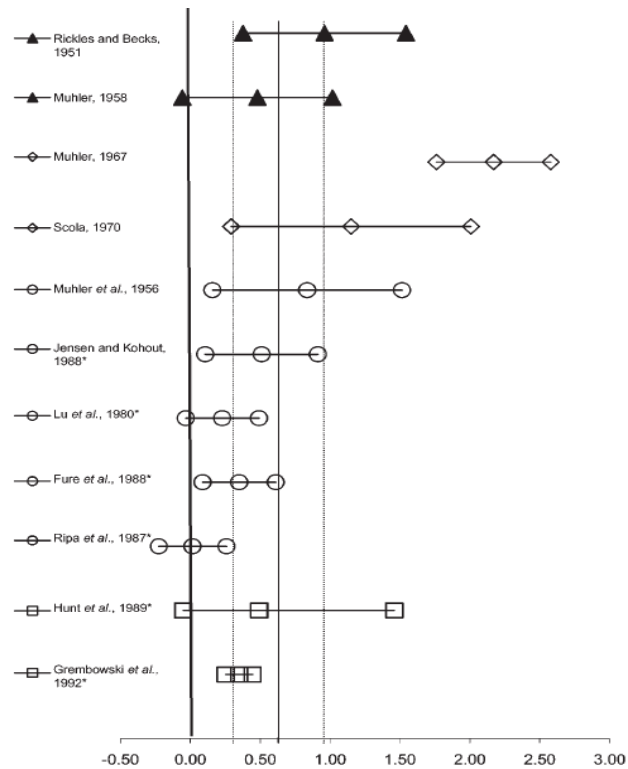 Rickles and Becks,
1951
Muhler, 1958
Muhler, 1967
Scola, 1970
Muhler et al., 1956
Jensen and Kohout,
1988*
Lu et al., 1980*
Fure et al., 1988*
Ripa et al., 1987*
Hunt et al., 1989*
Grembowski et al.,
1992*
-0.50 0.00 0.50 1.00 1.50 2.00 2.50 3.00